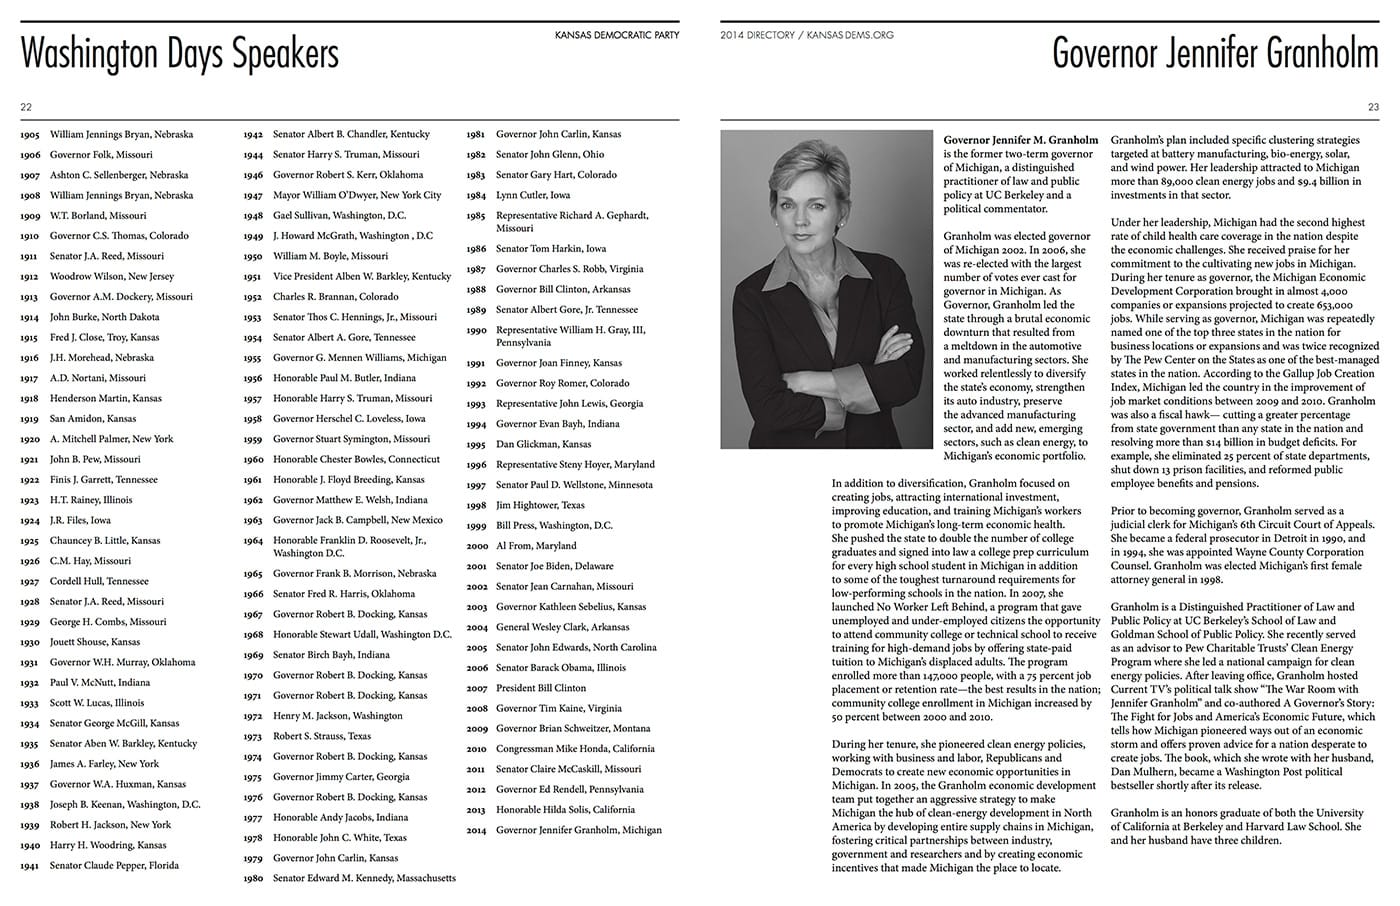 KANSAS DEMOCRATIC PARTY
Washington Days Speakers
22
1905 William Jennings Bryan, Nebraska
1906 Governor Folk, Missouri
1907 Ashton C. Sellenberger, Nebraska
1908 William Jennings Bryan, Nebraska
1909 W.T. Borland, Missouri
1910 Governor C.S. Thomas, Colorado
1911 Senator J.A. Reed, Missouri
1912 Woodrow Wilson, New Jersey
1913 Governor A.M. Dockery, Missouri
1914 John Burke, North Dakota
1915 Fred J. Close, Troy, Kansas
1916 J.H. Morehead, Nebraska
1917 A.D. Nortani, Missouri
1918 Henderson Martin, Kansas
1919 San Amidon, Kansas
1920 A. Mitchell Palmer, New York
1921 John B. Pew, Missouri
1922 Finis J. Garrett, Tennessee
1923 H.T. Rainey, Illinois
1924 J.R. Files, Iowa
1925 Chauncey B. Little, Kansas
1926 C.M. Hay, Missouri
1927 Cordell Hull, Tennessee
1928 Senator J.A. Reed, Missouri
1929 George H. Combs, Missouri
1930 Jouett Shouse, Kansas
1931 Governor W.H. Murray, Oklahoma
1932 Paul V. McNutt, Indiana
1933 Scott W. Lucas, Illinois
1934 Senator George McGill, Kansas
1935 Senator Aben W. Barkley, Kentucky
1936 James A. Farley, New York
1937 Governor W.A. Huxman, Kansas
1938 Joseph B. Keenan, Washington, D.C.
1939 Robert H. Jackson, New York
1940 Harry H. Woodring, Kansas
1941 Senator Claude Pepper, Florida
1942 Senator Albert B. Chandler, Kentucky
1944 Senator Harry S. Truman, Missouri
1946 Governor Robert S. Kerr, Oklahoma
1947 Mayor William O'Dwyer, New York City
1948 Gael Sullivan, Washington, D.C.
1949 J. Howard McGrath, Washington , D.C
1950 William M. Boyle, Missouri
1951 Vice President Alben W. Barkley, Kentucky
1952 Charles R. Brannan, Colorado
1953 Senator Thos C. Hennings, Jr., Missouri
1954 Senator Albert A. Gore, Tennessee
1955 Governor G. Mennen Williams, Michigan
1956 Honorable Paul M. Butler, Indiana
1957 Honorable Harry S. Truman, Missouri
1958 Governor Herschel C. Loveless, Iowa
1959 Governor Stuart Symington, Missouri
1960 Honorable Chester Bowles, Connecticut
1961 Honorable J. Floyd Breeding, Kansas
1962 Governor Matthew E. Welsh, Indiana
1963 Governor Jack B. Campbell, New Mexico
1964 Honorable Franklin D. Roosevelt, Jr.,
Washington D.C.
1965 Governor Frank B. Morrison, Nebraska
1966 Senator Fred R. Harris, Oklahoma
1967 Governor Robert B. Docking, Kansas
1968 Honorable Stewart Udall, Washington D.C.
1969 Senator Birch Bayh, Indiana
1970 Governor Robert B. Docking, Kansas
1971 Governor Robert B. Docking, Kansas
1972 Henry M. Jackson, Washington
1973 Robert S. Strauss, Texas
1974 Governor Robert B. Docking, Kansas
1975 Governor Jimmy Carter, Georgia
1976 Governor Robert B. Docking, Kansas
1977 Honorable Andy Jacobs, Indiana
1978 Honorable John C. White, Texas
1979 Governor John Carlin, Kansas
1980 Senator Edward M. Kennedy, Massachusetts
1981 Governor John Carlin, Kansas
1982 Senator John Glenn, Ohio
1983 Senator Gary Hart, Colorado
1984 Lynn Cutler, Iowa
1985 Representative Richard A. Gephardt,
Missouri
1986 Senator Tom Harkin, Iowa
1987 Governor Charles S. Robb, Virginia
1988 Governor Bill Clinton, Arkansas
1989 Senator Albert Gore, Jr. Tennessee
1990 Representative William H. Gray, III,
Pennsylvania
1991 Governor Joan Finney, Kansas
1992 Governor Roy Romer, Colorado
1993 Representative John Lewis, Georgia
1994 Governor Evan Bayh, Indiana
1995 Dan Glickman, Kansas
1996 Representative Steny Hoyer, Maryland
1997 Senator Paul D. Wellstone, Minnesota
1998 Jim Hightower, Texas
1999 Bill Press, Washington, D.C.
2000 Al From, Maryland
2001 Senator Joe Biden, Delaware
2002 Senator Jean Carnahan, Missouri
2003 Governor Kathleen Sebelius, Kansas
2004 General Wesley Clark, Arkansas
2005 Senator John Edwards, North Carolina
2006 Senator Barack Obama, Illinois
2007 President Bill Clinton
2008 Governor Tim Kaine, Virginia
2009 Governor Brian Schweitzer, Montana
2010 Congressman Mike Honda, California
2011 Senator Claire McCaskill, Missouri
2012 Governor Ed Rendell, Pennsylvania
2013 Honorable Hilda Solis, California
2014 Governor Jennifer Granholm, Michigan
2014 DIRECTORY / KANSASDEMS.ORG
Governor Jennifer Granholm
23
Governor Jennifer M. Granholm
is the former two-term governor
of Michigan, a distinguished
practitioner of law and public
policy at UC Berkeley and a
political commentator.
Granholm was elected governor
of Michigan 2002. In 2006, she
was re-elected with the largest
number of votes ever cast for
governor in Michigan. As
Governor, Granholm led the
state through a brutal economic
downturn that resulted from
a meltdown in the automotive
and manufacturing sectors. She
worked relentlessly to diversify
the state's economy, strengthen
its auto industry, preserve
the advanced manufacturing
sector, and add new, emerging
sectors, such as clean energy, to
Michigan's economic portfolio.
In addition to diversification, Granholm focused on
creating jobs, attracting international investment,
improving education, and training Michigan's workers
to promote Michigan's long-term economic health.
She pushed the state to double the number of college
graduates and signed into law a college prep curriculum
for every high school student in Michigan in addition
to some of the toughest turnaround requirements for
low-performing schools in the nation. In 2007, she
launched No Worker Left Behind, a program that gave
unemployed and under-employed citizens the opportunity
to attend community college or technical school to receive
training for high-demand jobs by offering state-paid
tuition to Michigan's displaced adults. The program
enrolled more than 147,000 people, with a 75 percent job
placement or retention rate—the best results in the nation;
community college enrollment in Michigan increased by
50 percent between 2000 and 2010.
During her tenure, she pioneered clean energy policies,
working with business and labor, Republicans and
Democrats to create new economic opportunities in
Michigan. In 2005, the Granholm economic development
team put together an aggressive strategy to make
Michigan the hub of clean-energy development in North
America by developing entire supply chains in Michigan,
fostering critical partnerships between industry,
government and researchers and by creating economic
incentives that made Michigan the place to locate.
Granholm's plan included specific clustering strategies
targeted at battery manufacturing, bio-energy, solar,
and wind power. Her leadership attracted to Michigan
more than 89,000 clean energy jobs and $9.4 billion in
investments in that sector.
Under her leadership, Michigan had the second highest
rate of child health care coverage in the nation despite
the economic challenges. She received praise for her
commitment to the cultivating new jobs in Michigan.
During her tenure as governor, the Michigan Economic
Development Corporation brought in almost 4,000
companies or expansions projected to create 653,000
jobs. While serving as governor, Michigan was repeatedly
named one of the top three states in the nation for
business locations or expansions and was twice recognized
by The Pew Center on the States as one of the best-managed
states in the nation. According to the Gallup Job Creation
Index, Michigan led the country in the improvement of
job market conditions between 2009 and 2010. Granholm
was also a fiscal hawk— cutting a greater percentage
from state government than any state in the nation and
resolving more than $14 billion in budget deficits. For
example, she eliminated 25 percent of state departments,
shut down 13 prison facilities, and reformed public
employee benefits and pensions.
Prior to becoming governor, Granholm served as a
judicial clerk for Michigan's 6th Circuit Court of Appeals.
She became a federal prosecutor in Detroit in 1990, and
in 1994, she was appointed Wayne County Corporation
Counsel. Granholm was elected Michigan's first female
attorney general in 1998.
Granholm is a Distinguished Practitioner of Law and
Public Policy at UC Berkeley's School of Law and
Goldman School of Public Policy. She recently served
as an advisor to Pew Charitable Trusts' Clean Energy
Program where she led a national campaign for clean
energy policies. After leaving office, Granholm hosted
Current TV's political talk show "The War Room with
Jennifer Granholm" and co-authored A Governor's Story:
The Fight for Jobs and America's Economic Future, which
tells how Michigan pioneered ways out of an economic
storm and offers proven advice for a nation desperate to
create jobs. The book, which she wrote with her husband,
Dan Mulhern, became a Washington Post political
bestseller shortly after its release.
Granholm is an honors graduate of both the University
of California at Berkeley and Harvard Law School. She
and her husband have three children.